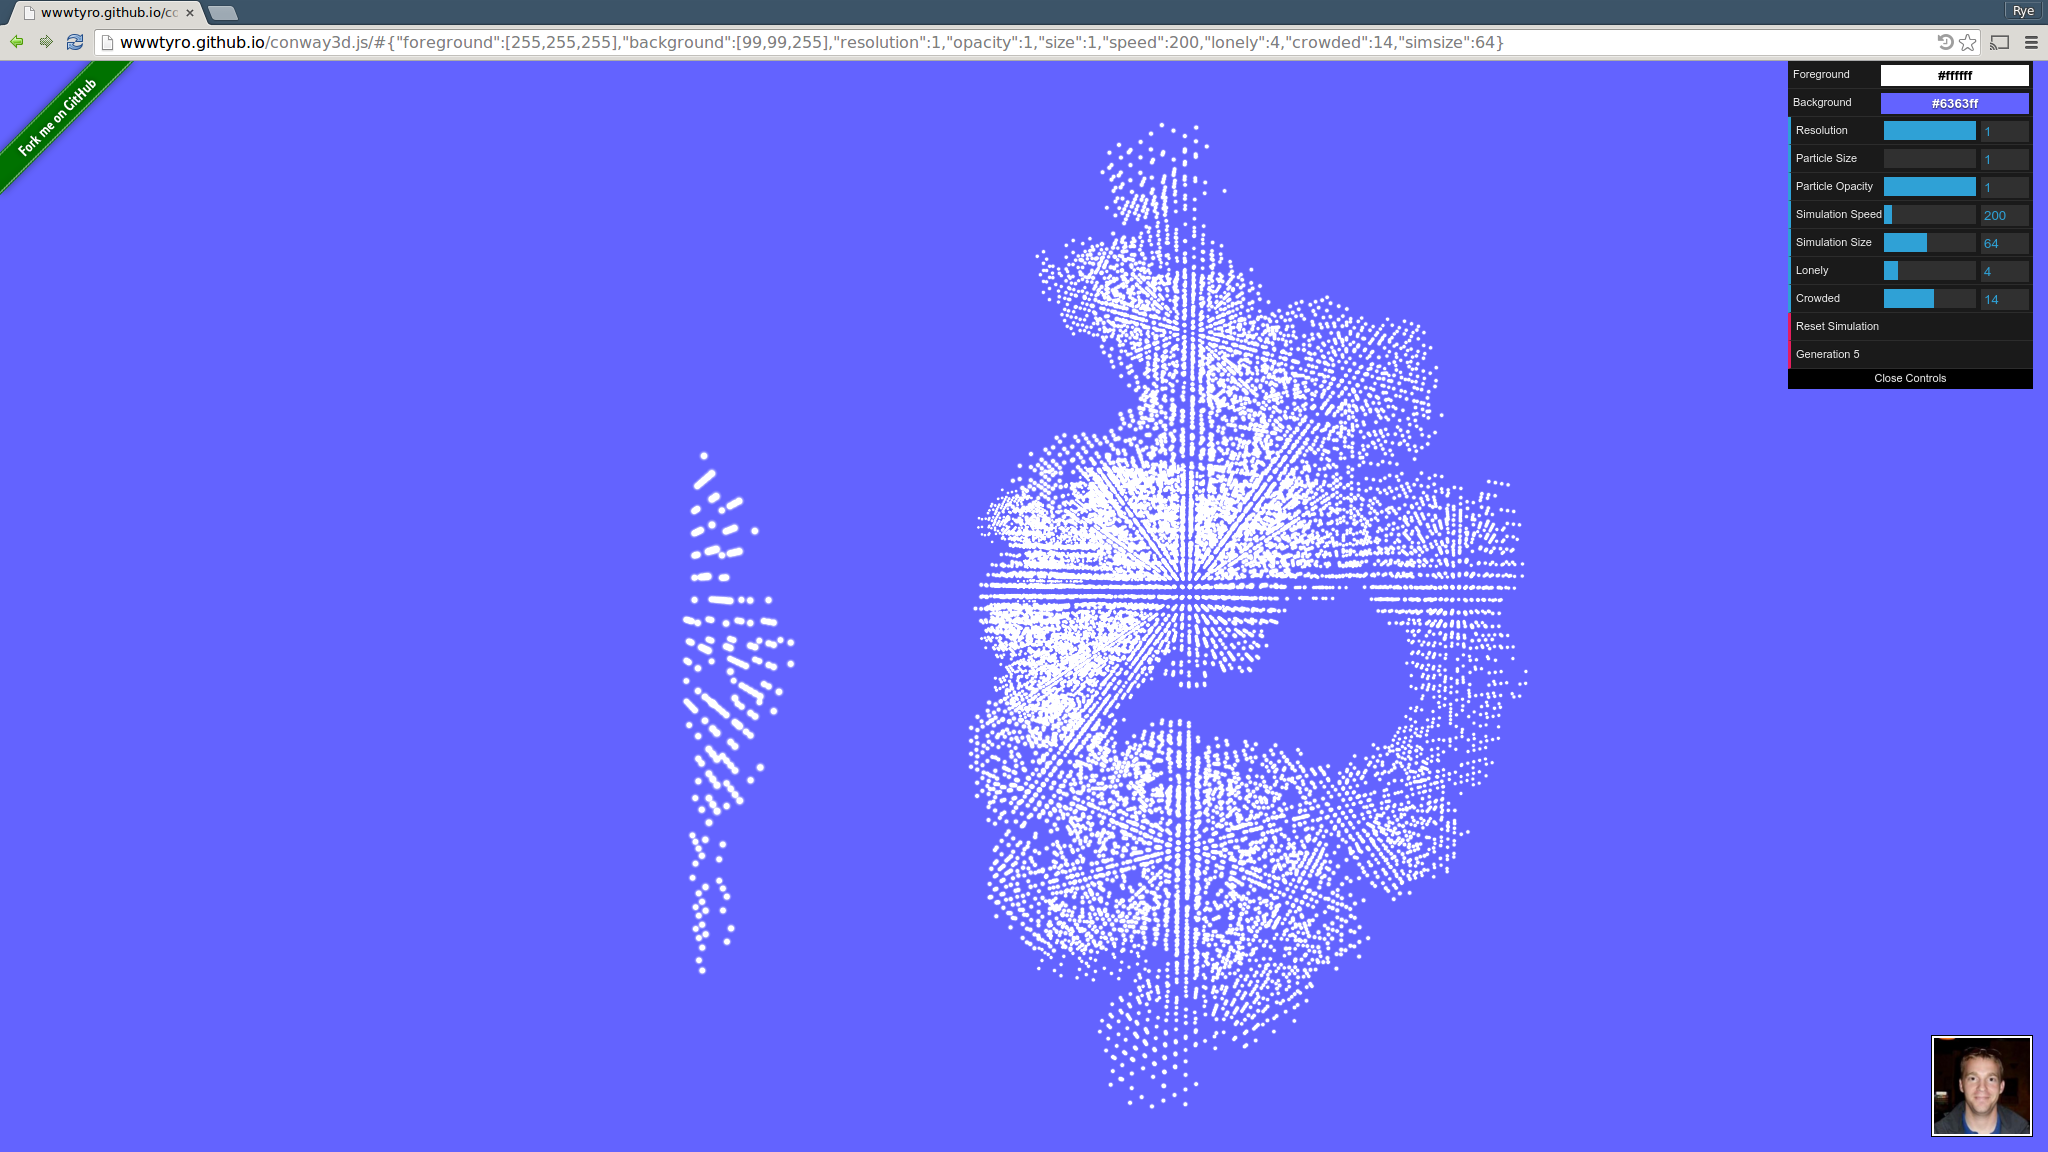 wwwtyro.github.io/cc
Rye
wwwtyro.github.io/conway3d.js/#{"foreground":[255,255,255],"background":[99,99,255],"resolution":1,"opacity":1,"size":1,"speed":200,"lonely":4,"crowded":14,"simsize":64}
Fork me on GitHub
Foreground #ffffff
Background #6363ff
Resolution 1
Particle Size 1
Particle Opacity 1
Simulation Speed 200
Simulation Size 64
Lonely 4
Crowded 14
Reset Simulation
Generation 5
Close Controls